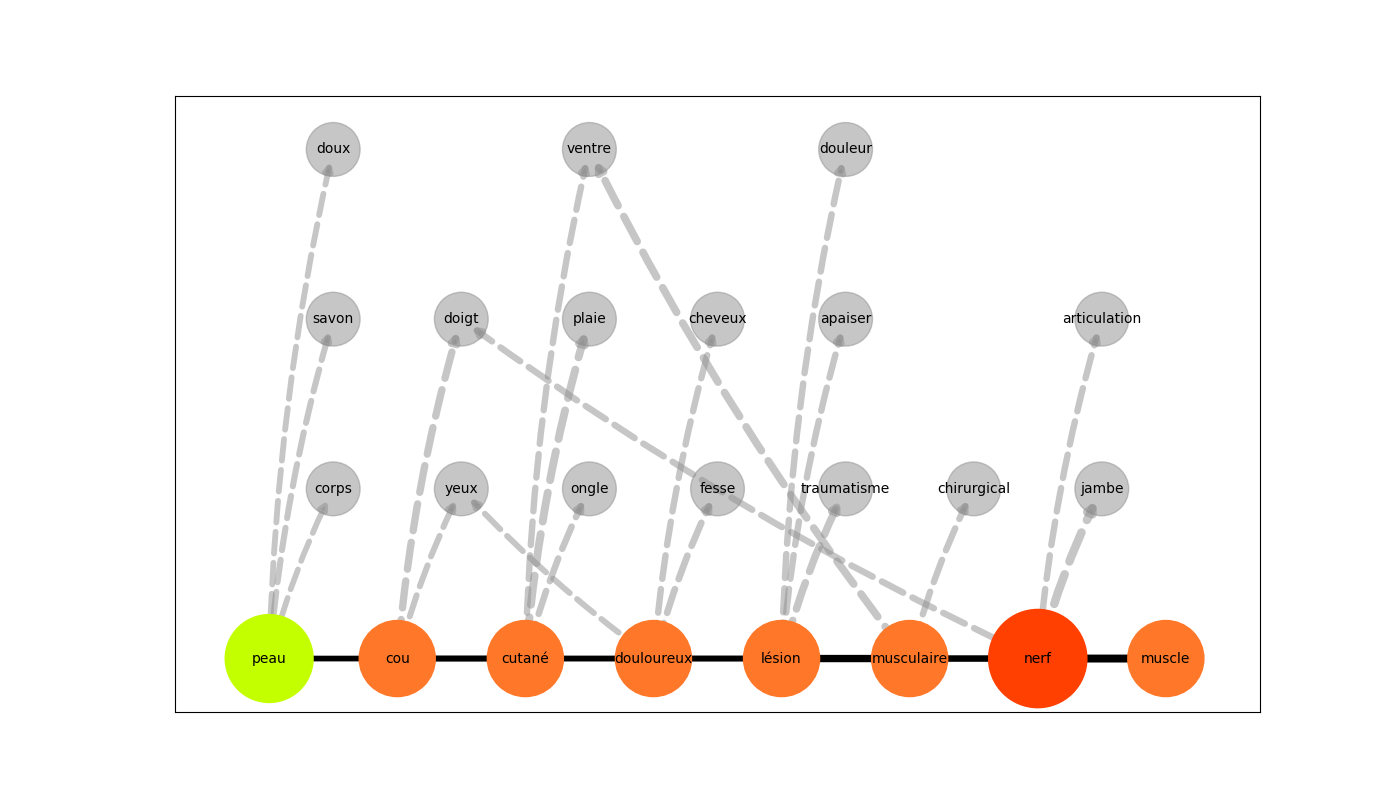 doux ventre douleur
savon doigt plaie cheveux apaiser articulation
corps yeux ongle fesse traumatisme chirurgical jambe
peau cou cutané douloureux lésion musculaire nerf muscle